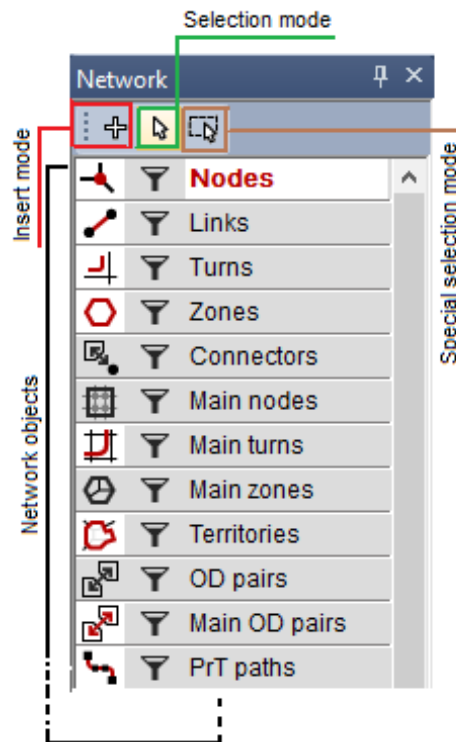 Selection mode
Network
Insert mode
Special selection mode
Network objects
Nodes
Links
Turns
Zones
Connectors
Main nodes
Main turns
Main zones
Territories
OD pairs
Main OD pairs
PrT paths